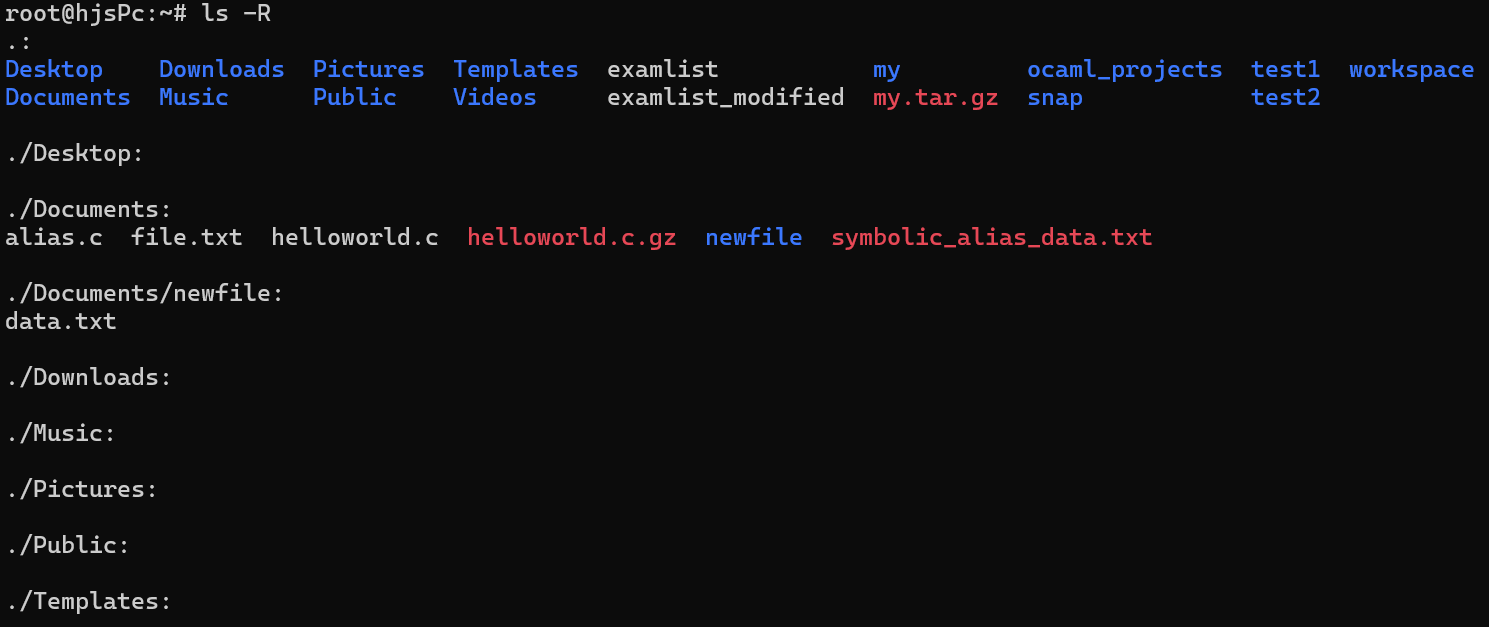 root@hjsPc:~# ls -R
.:
Desktop    Downloads  Pictures  Templates  examlist           my         ocaml_projects  test1  workspace
Documents  Music      Public    Videos     examlist_modified  my.tar.gz  snap            test2
./Desktop:
./Documents:
alias.c  file.txt  helloworld.c  helloworld.c.gz  newfile  symbolic_alias_data.txt
./Documents/newfile:
data.txt
./Downloads:
./Music:
./Pictures:
./Public:
./Templates: